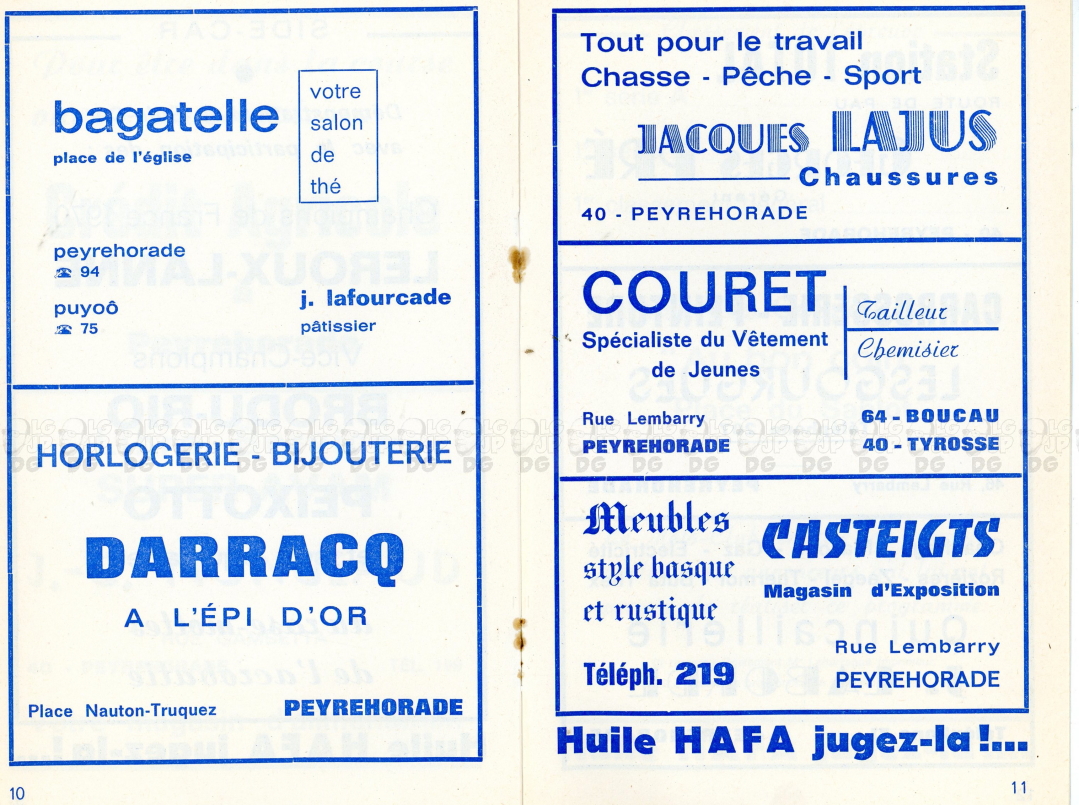 bagatelle
place de l'église
votre
salon
de
thé
peyrehorade
☎ 94
puyoô
☎ 75
j. lafourcade
pâtissier
HORLOGERIE - BIJOUTERIE
DARRACQ
A L'ÉPI D'OR
Place Nauton-Truquez PEYREHORADE
10
Tout pour le travail
Chasse - Pêche - Sport
JACQUES LAJUS
Chaussures
40 - PEYREHORADE
COURET
Spécialiste du Vêtement
de Jeunes
Tailleur
Chemisier
Rue Lembarry
PEYREHORADE
64 - BOUCAU
40 - TYROSSE
Meubles
style basque
et rustique
CASTEIGTS
Magasin d'Exposition
Téléph. 219
Rue Lembarry
PEYREHORADE
Huile HAFA jugez-la !...
11